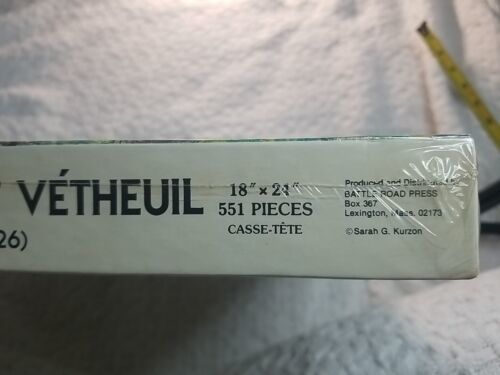 VÉTHEUIL
26)
18" × 24"
551 PIECES
CASSE-TÊTE
Produced and Distributed by
BATTLE ROAD PRESS
Box 367
Lexington, Mass. 02173
©Sarah G. Kurzon